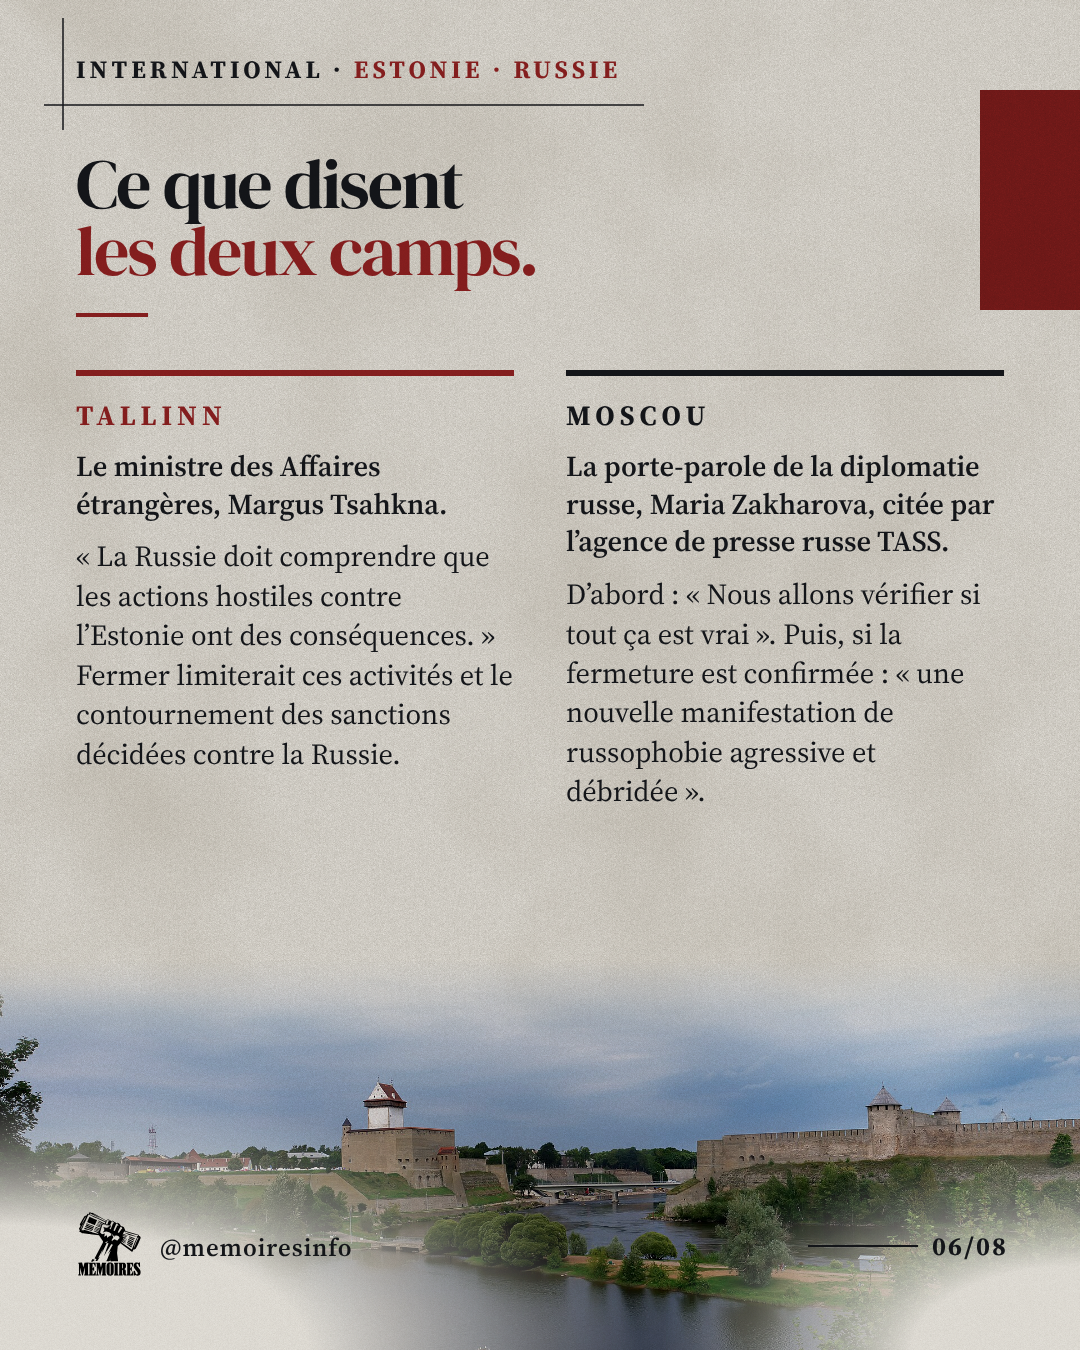 INTERNATIONAL · ESTONIE · RUSSIE
Ce que disent
les deux camps.
TALLINN
Le ministre des Affaires
étrangères, Margus Tsahkna.
« La Russie doit comprendre que
les actions hostiles contre
l’Estonie ont des conséquences. »
Fermer limiterait ces activités et le
contournement des sanctions
décidées contre la Russie.
MOSCOU
La porte-parole de la diplomatie
russe, Maria Zakharova, citée par
l’agence de presse russe TASS.
D’abord : « Nous allons vérifier si
tout ça est vrai ». Puis, si la
fermeture est confirmée : « une
nouvelle manifestation de
russophobie agressive et
débridée ».
MÉMOIRES
@memoiresinfo
06/08